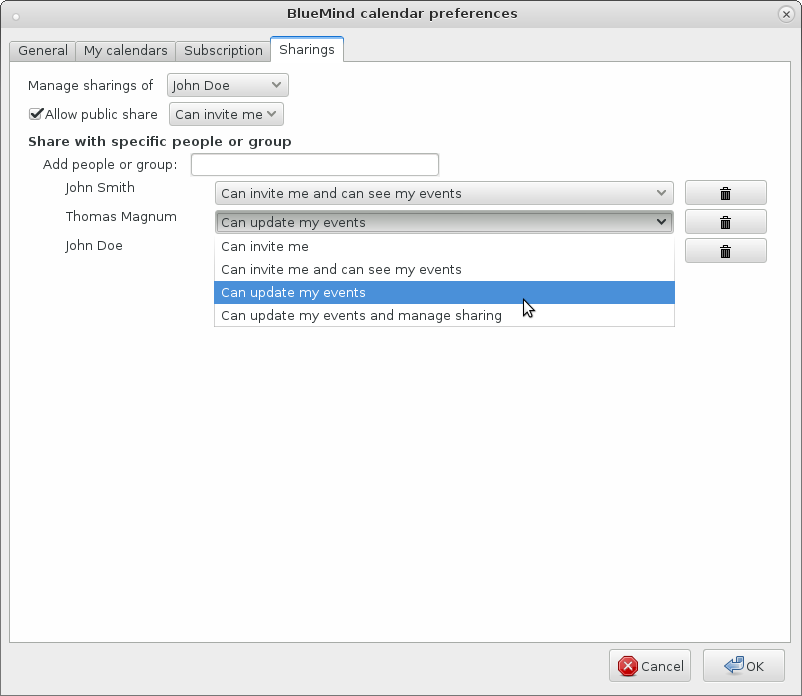 BlueMind calendar preferences
General My calendars Subscription Sharings
Manage sharings of John Doe
Allow public share Can invite me
Share with specific people or group
Add people or group:
John Smith Can invite me and can see my events
Thomas Magnum Can update my events
John Doe Can invite me
Can invite me and can see my events
Can update my events
Can update my events and manage sharing
Cancel OK